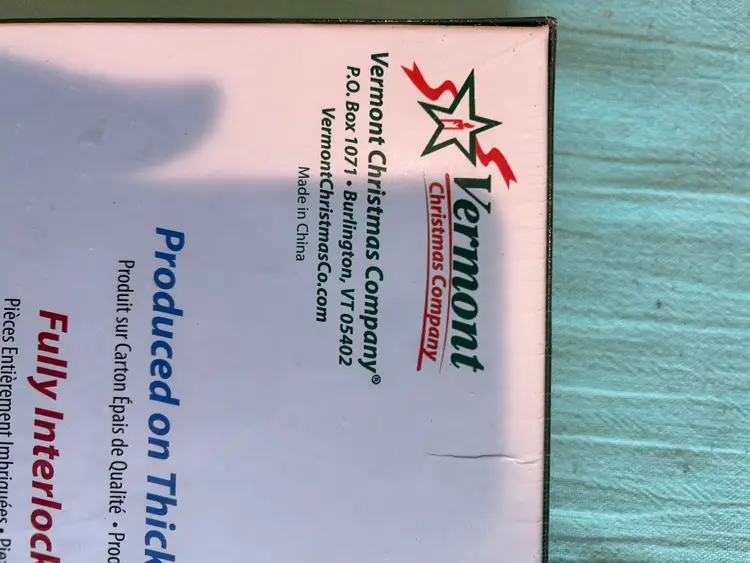 Vermont
Christmas Company
Vermont Christmas Company®
P.O. Box 1071 • Burlington, VT 05402
VermontChristmasCo.com
Made in China
Produced on Thick
Produit sur Carton Épais de Qualité •
Fully Interlock
Pièces Entièrement Imbriquées •